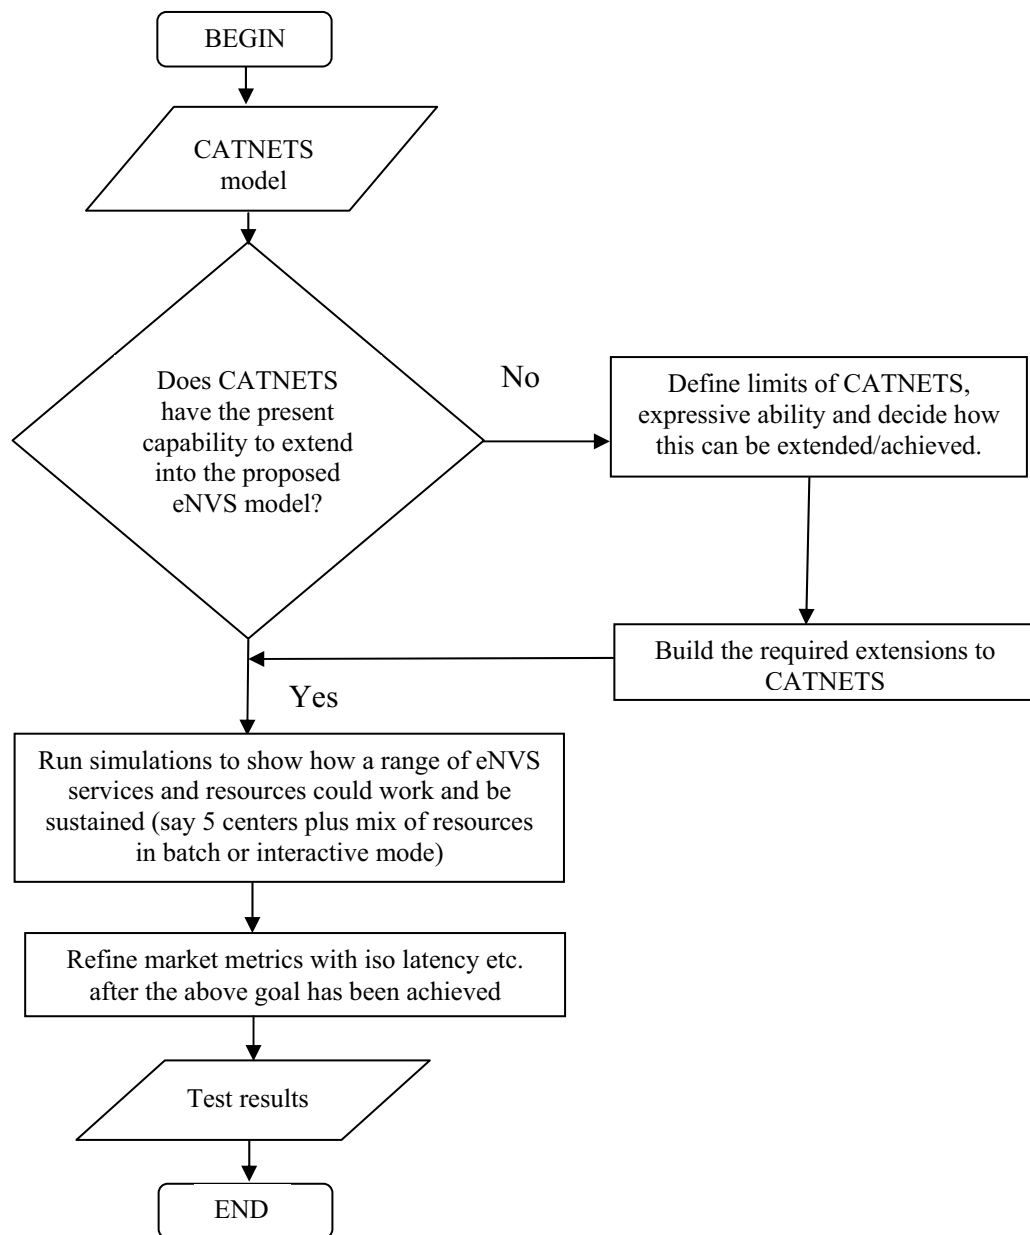 BEGIN
CATNETS
model
Does CATNETS
have the present
capability to extend
into the proposed
eNVS model?
No
Define limits of CATNETS,
expressive ability and decide how
this can be extended/achieved.
Build the required extensions to
CATNETS
Yes
Run simulations to show how a range of eNVS
services and resources could work and be
sustained (say 5 centers plus mix of resources
in batch or interactive mode)
Refine market metrics with iso latency etc.
after the above goal has been achieved
Test results
END